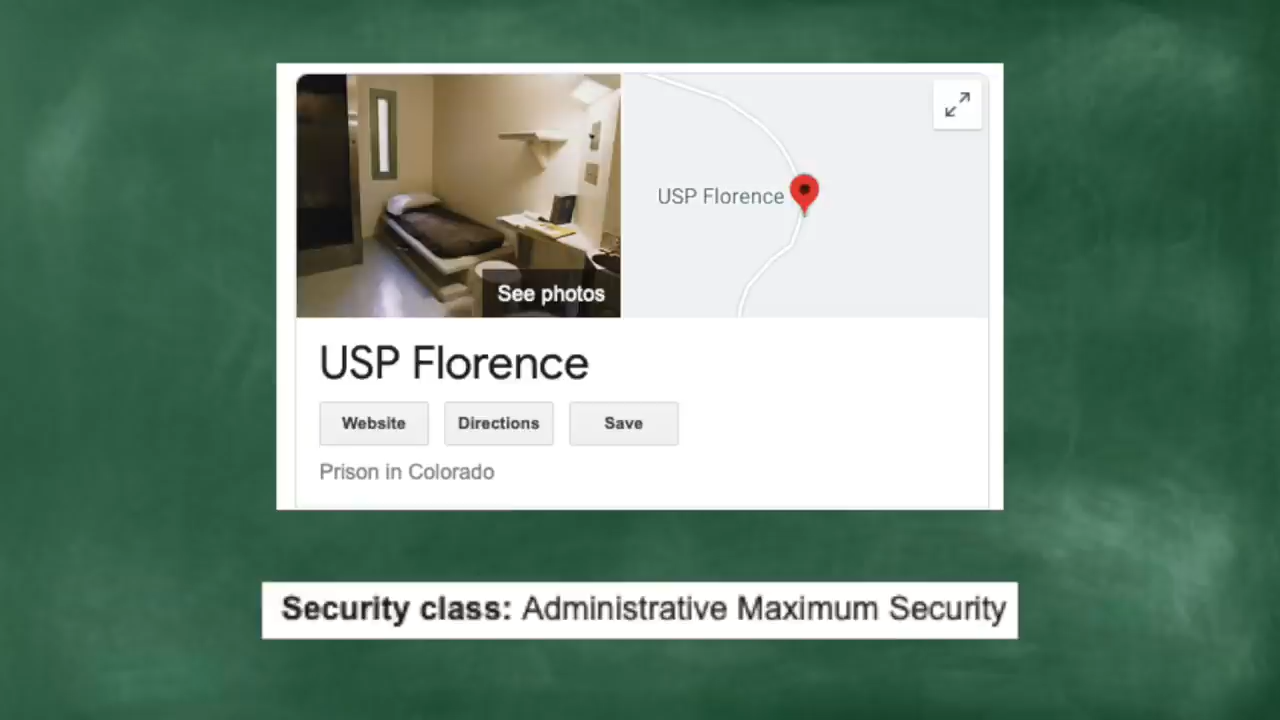 See photos
USP Florence
USP Florence
Website Directions Save
Prison in Colorado
Security class: Administrative Maximum Security